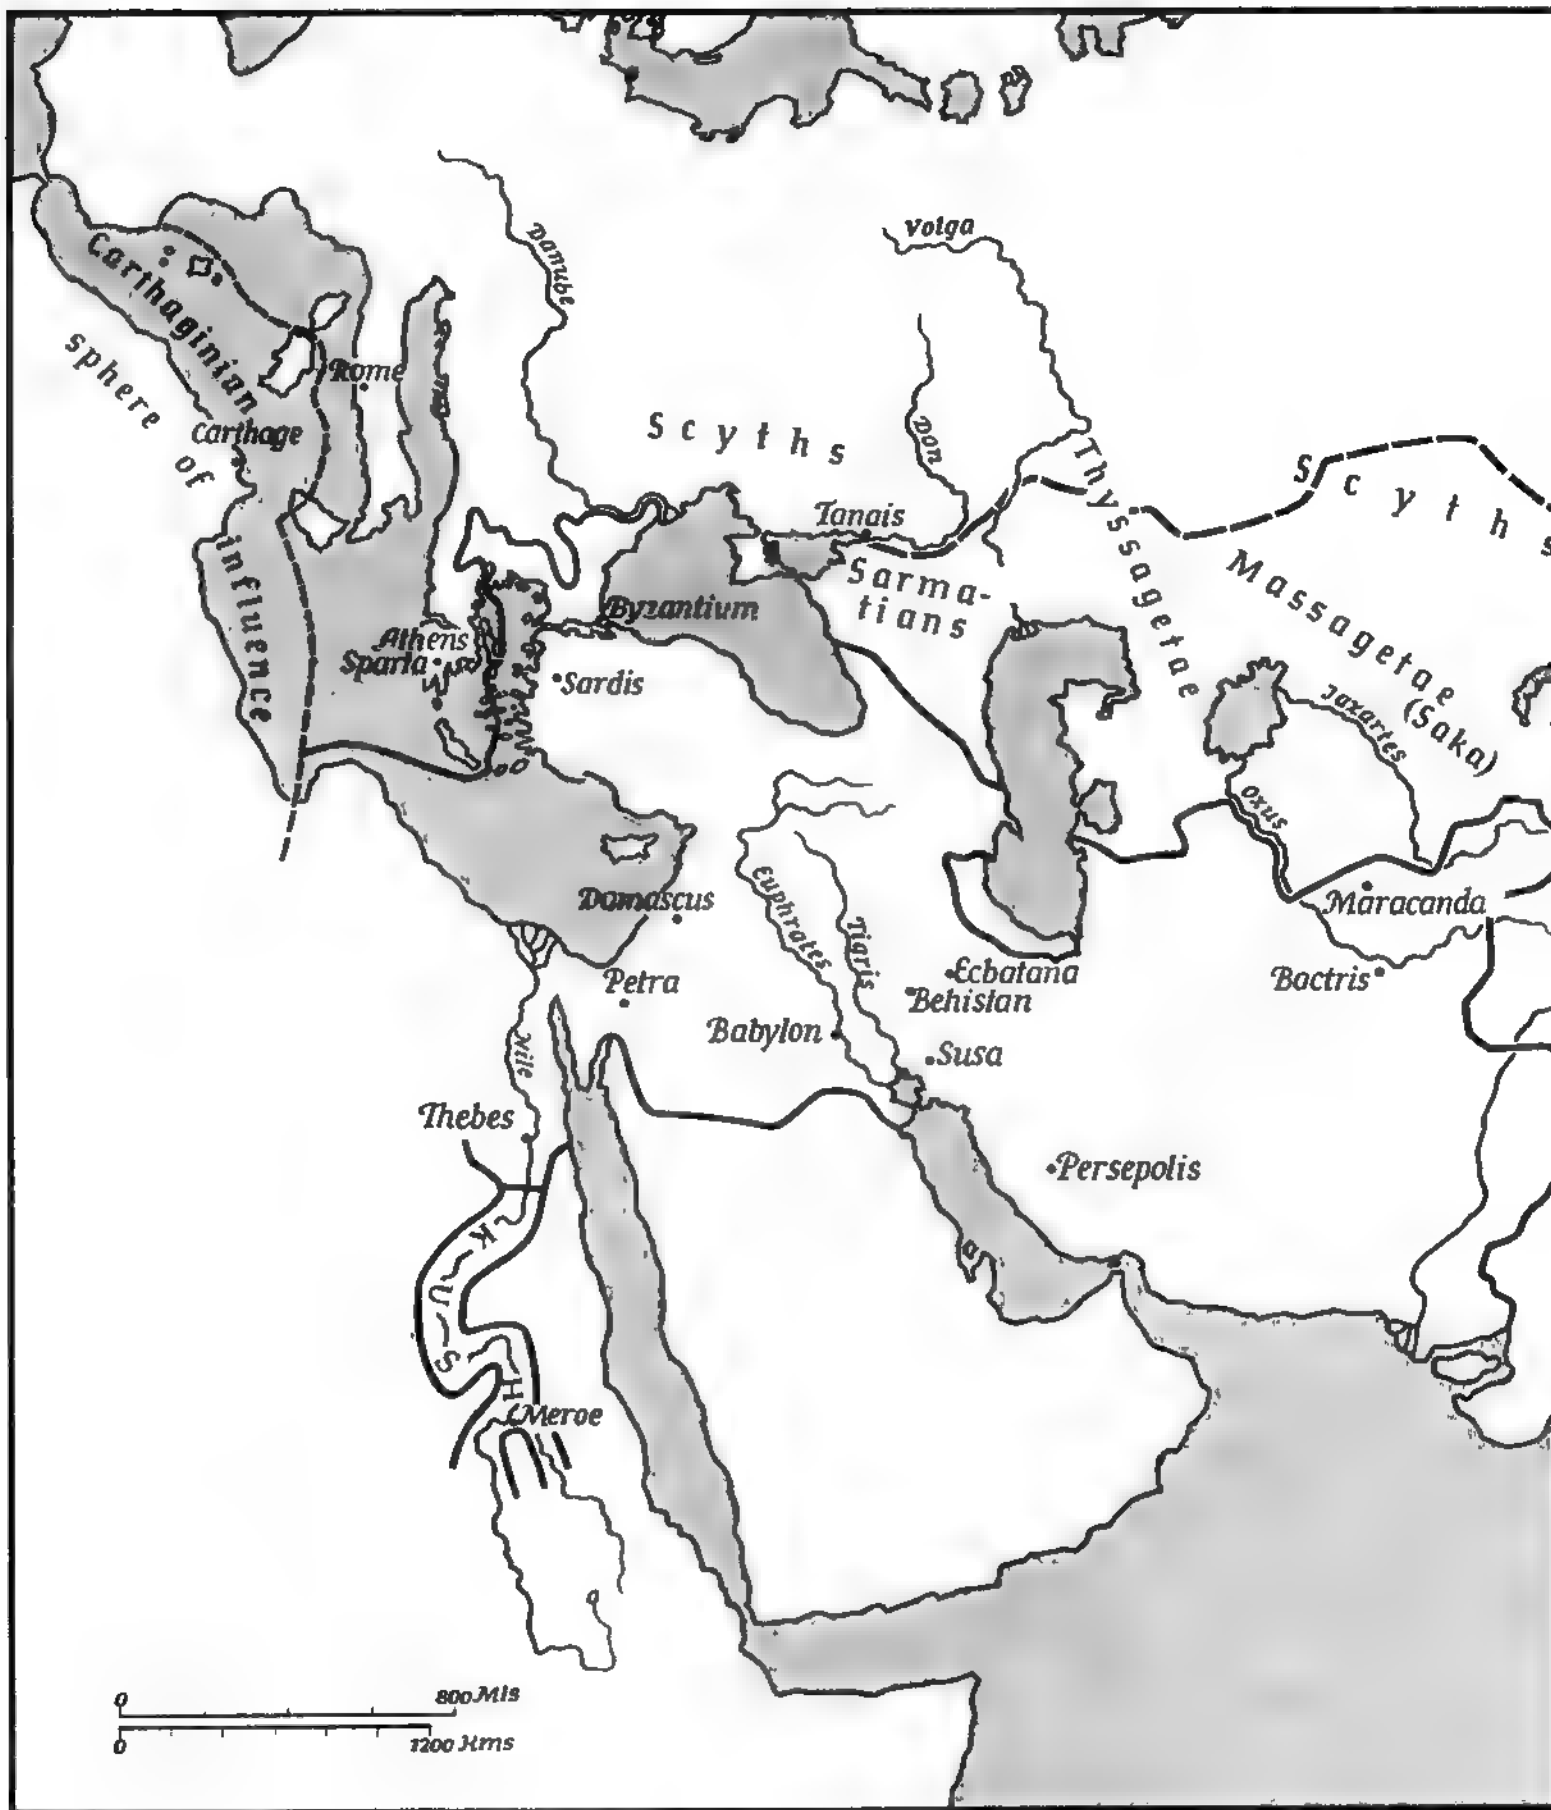 Volga
Danube
Carthaginian
sphere of
influence
Rome
Carthage
Scyths
Don
Thyssagetae
Scyths
Tanais
Massagetae
(Saka)
Sarma-
tians
Byzantium
Athens
Sparta
Sardis
Jaxartes
Oxus
Euphrates
Tigris
Damascus
Maracanda
Ecbatana
Behistan
Bactris
Petra
Babylon
Susa
Nile
Thebes
Persepolis
KUSH
Meroe
0 800 Mls
0 1200 Kms